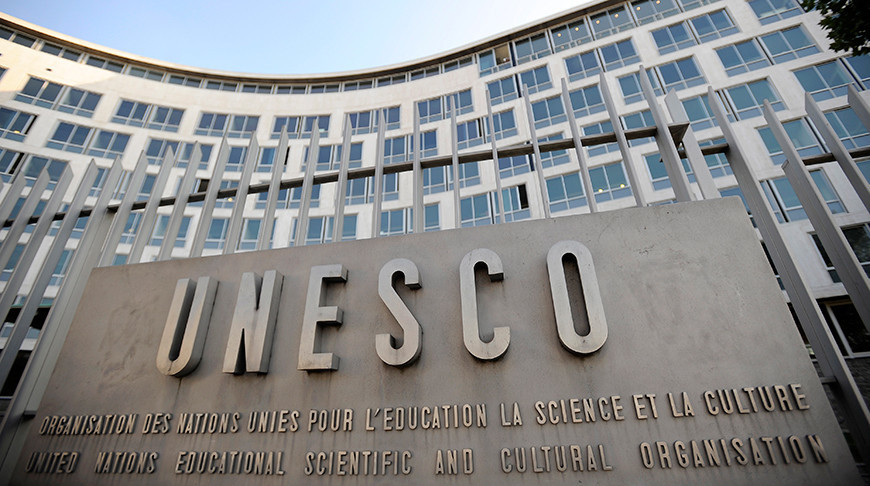 UNESCO
ORGANISATION DES NATIONS UNIES POUR L'EDUCATION LA SCIENCE ET LA CULTURE
UNITED NATIONS EDUCATIONAL SCIENTIFIC AND CULTURAL ORGANISATION